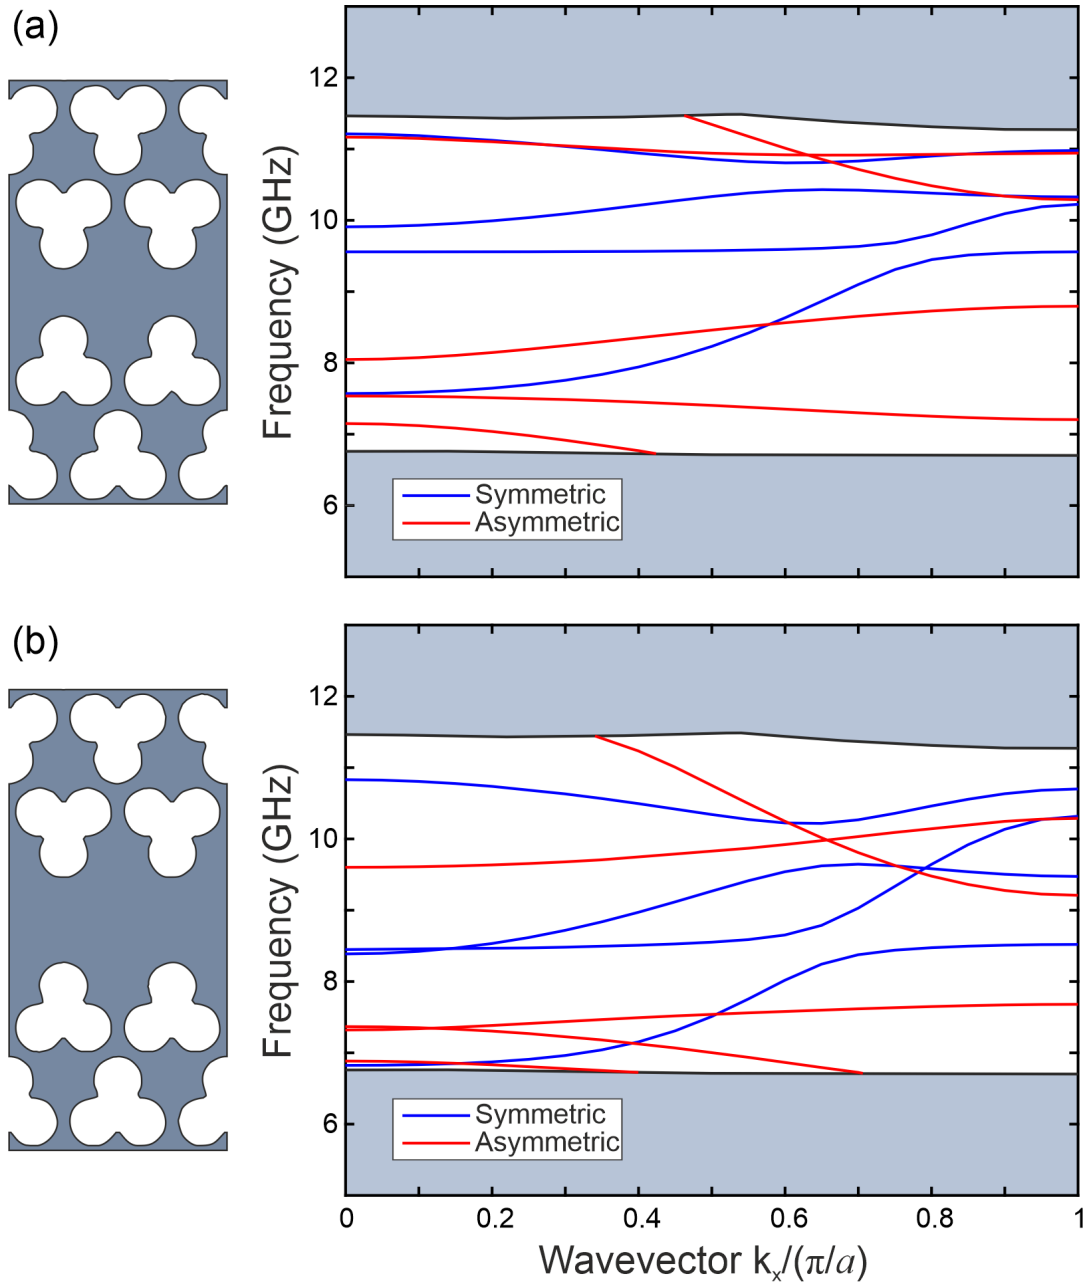 (a)
Frequency (GHz)
12
10
8
6
Symmetric
Asymmetric
(b)
Frequency (GHz)
12
10
8
6
Symmetric
Asymmetric
0 0.2 0.4 0.6 0.8 1
Wavevector kₓ/(π/a)